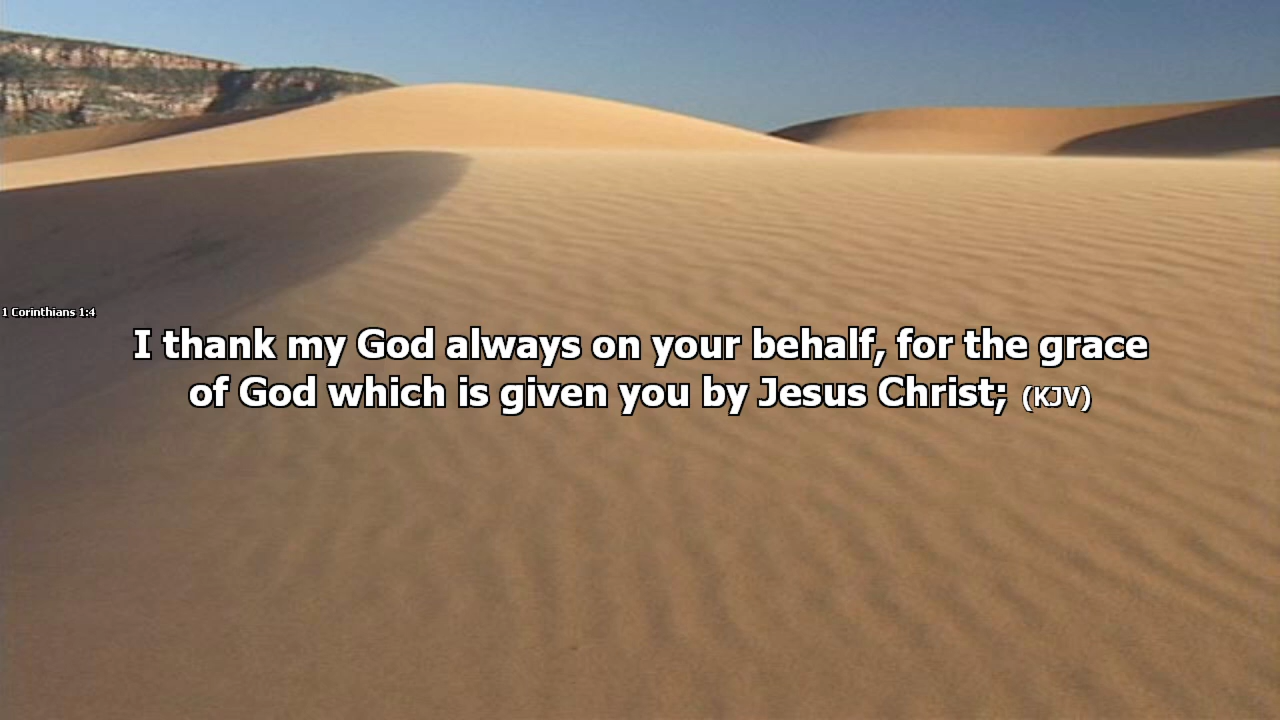 1 Corinthians 1:4
I thank my God always on your behalf, for the grace
of God which is given you by Jesus Christ; (KJV)